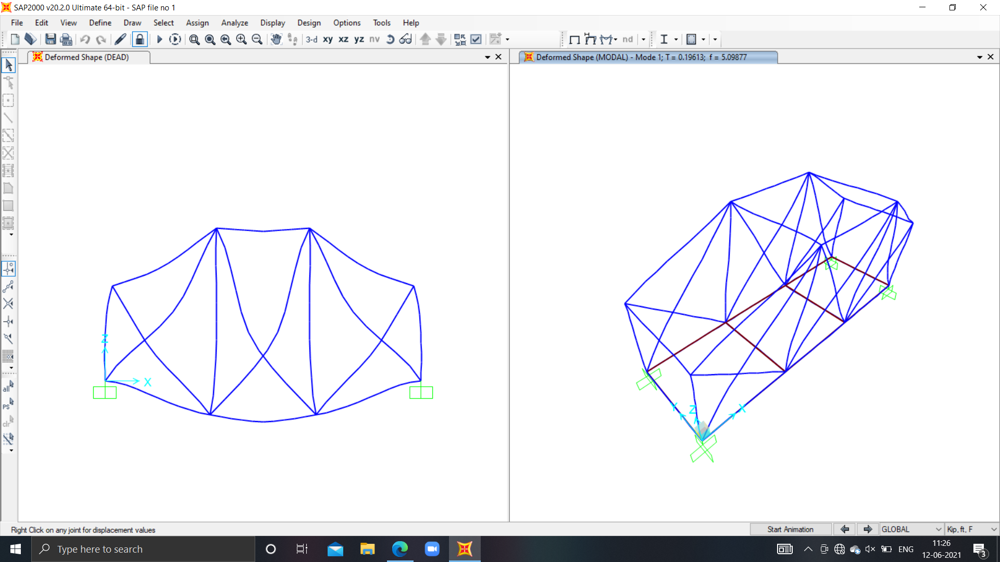 SAP2000 v20.2.0 Ultimate 64-bit - SAP file no 1
File Edit View Define Draw Select Assign Analyze Display Design Options Tools Help
3-d xy xz yz nv nd
Deformed Shape (DEAD)
Deformed Shape (MODAL) - Mode 1; T = 0.19613; f = 5.09877
Z
X
Y
Z
X
all
PS
clr
Right Click on any joint for displacement values
Start Animation
GLOBAL
Kip, ft, F
Type here to search
ENG
11:26
12-06-2021
3